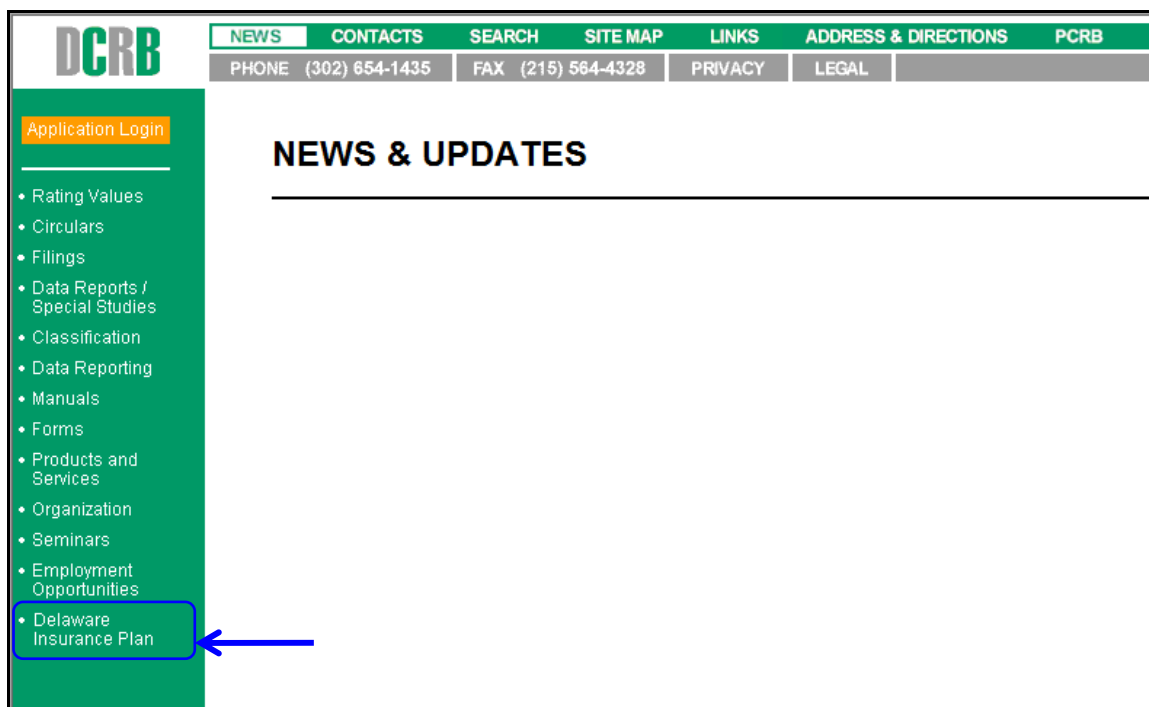 DCRB
NEWS CONTACTS SEARCH SITE MAP LINKS ADDRESS & DIRECTIONS PCRB
PHONE (302) 654-1435 FAX (215) 564-4328 PRIVACY LEGAL
Application Login
NEWS & UPDATES
• Rating Values
• Circulars
• Filings
• Data Reports /
Special Studies
• Classification
• Data Reporting
• Manuals
• Forms
• Products and
Services
• Organization
• Seminars
• Employment
Opportunities
• Delaware
Insurance Plan